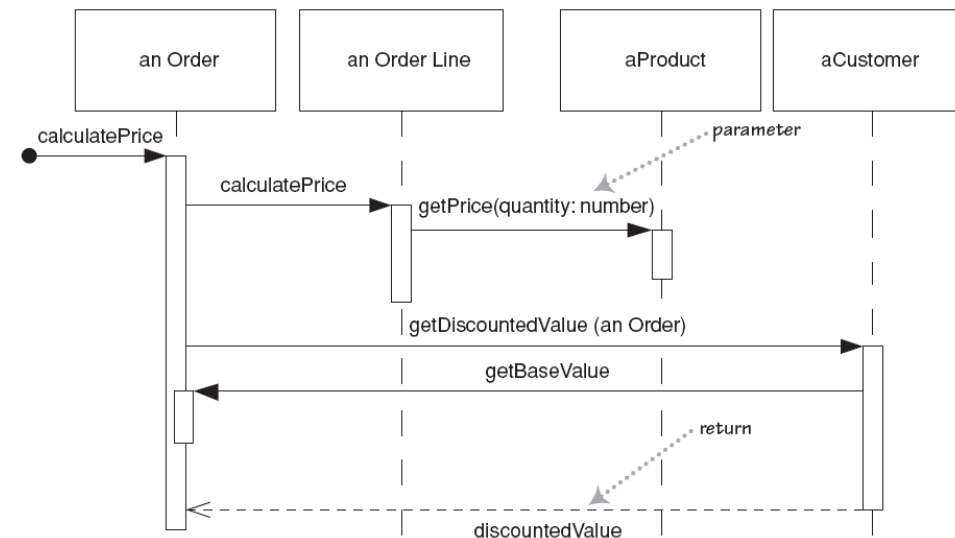 an Order
an Order Line
aProduct
aCustomer
calculatePrice
parameter
calculatePrice
getPrice(quantity: number)
getDiscountedValue (an Order)
getBaseValue
return
discountedValue